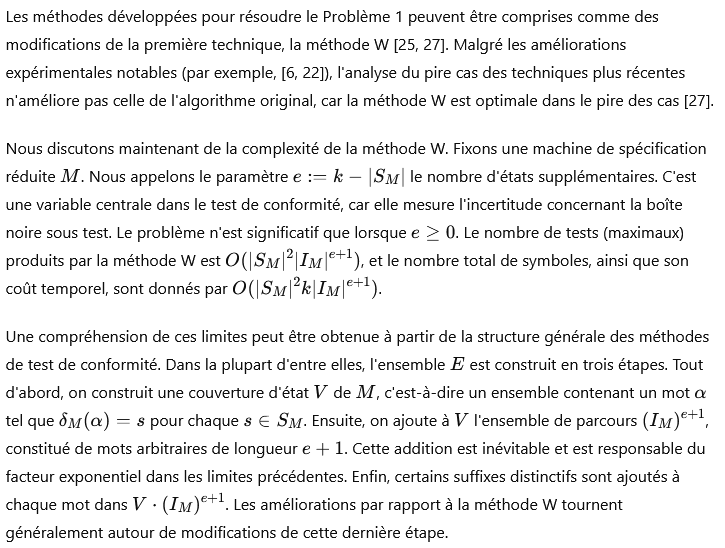 Les méthodes développées pour résoudre le Problème 1 peuvent être comprises comme des
modifications de la première technique, la méthode W [25, 27]. Malgré les améliorations
expérimentales notables (par exemple, [6, 22]), l'analyse du pire cas des techniques plus récentes
n'améliore pas celle de l'algorithme original, car la méthode W est optimale dans le pire des cas [27].
Nous discutons maintenant de la complexité de la méthode W. Fixons une machine de spécification
réduite $M$. Nous appelons le paramètre $e := k - |S_M|$ le nombre d'états supplémentaires. C'est
une variable centrale dans le test de conformité, car elle mesure l'incertitude concernant la boîte
noire sous test. Le problème n'est significatif que lorsque $e \geq 0$. Le nombre de tests (maximaux)
produits par la méthode W est $O(|S_M|^2|I_M|^{e+1})$, et le nombre total de symboles, ainsi que son
coût temporel, sont donnés par $O(|S_M|^2k|I_M|^{e+1})$.
Une compréhension de ces limites peut être obtenue à partir de la structure générale des méthodes
de test de conformité. Dans la plupart d'entre elles, l'ensemble $E$ est construit en trois étapes. Tout
d'abord, on construit une couverture d'état $V$ de $M$, c'est-à-dire un ensemble contenant un mot $\alpha$
tel que $\delta_M(\alpha) = s$ pour chaque $s \in S_M$. Ensuite, on ajoute à $V$ l'ensemble de parcours $(I_M)^{e+1}$,
constitué de mots arbitraires de longueur $e + 1$. Cette addition est inévitable et est responsable du
facteur exponentiel dans les limites précédentes. Enfin, certains suffixes distinctifs sont ajoutés à
chaque mot dans $V \cdot (I_M)^{e+1}$. Les améliorations par rapport à la méthode W tournent
généralement autour de modifications de cette dernière étape.